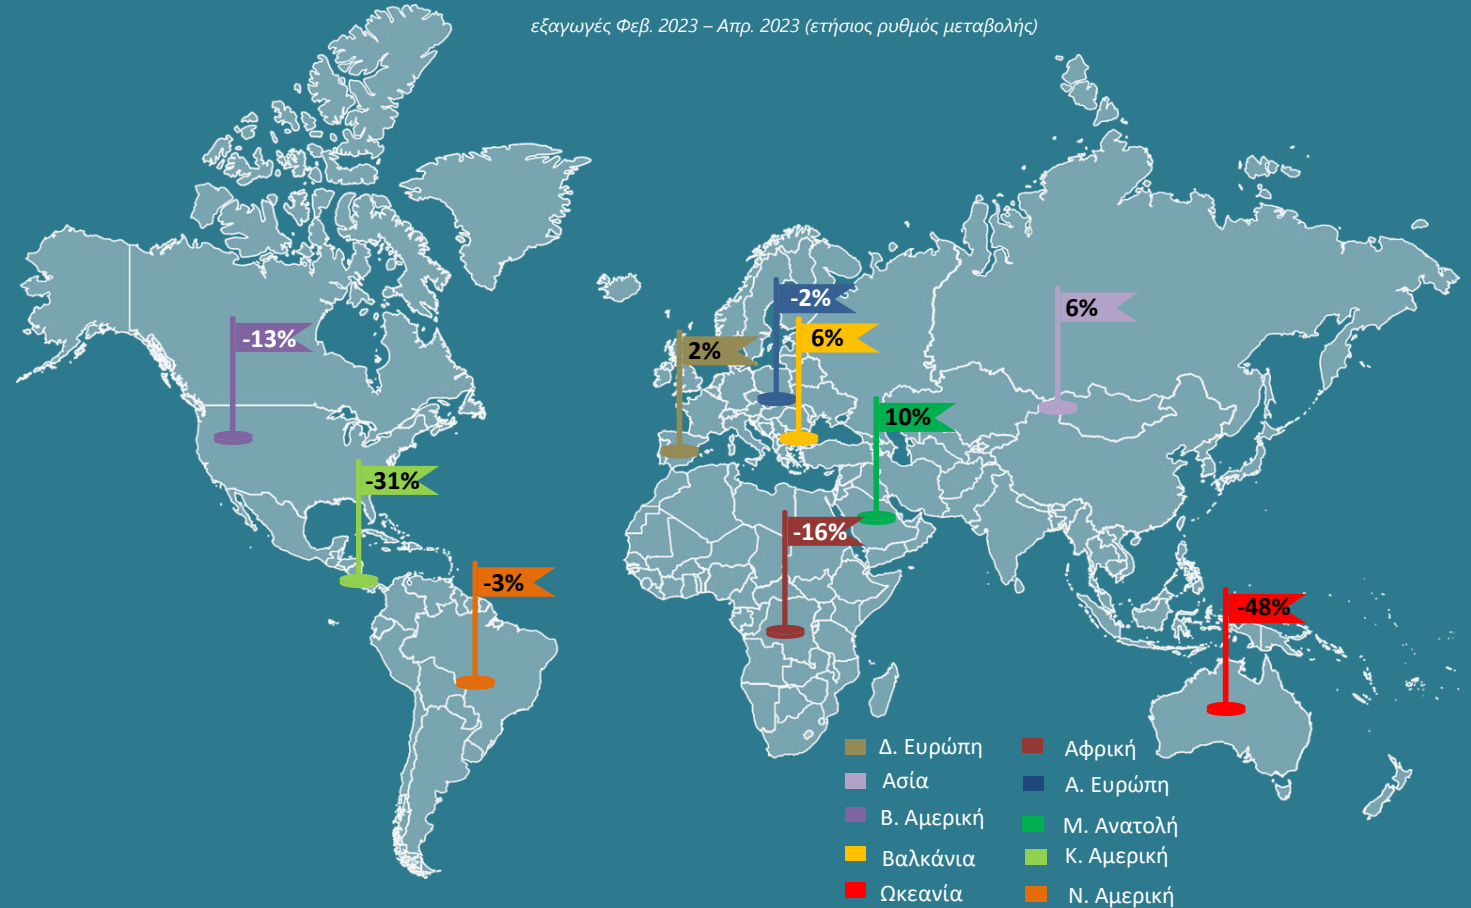 εξαγωγές Φεβ. 2023 – Απρ. 2023 (ετήσιος ρυθμός μεταβολής)
-2%
6%
-13%
6%
2%
10%
-31%
-16%
-3%
-48%
Δ. Ευρώπη
Αφρική
Ασία
Α. Ευρώπη
Β. Αμερική
Μ. Ανατολή
Βαλκάνια
Κ. Αμερική
Ωκεανία
Ν. Αμερική